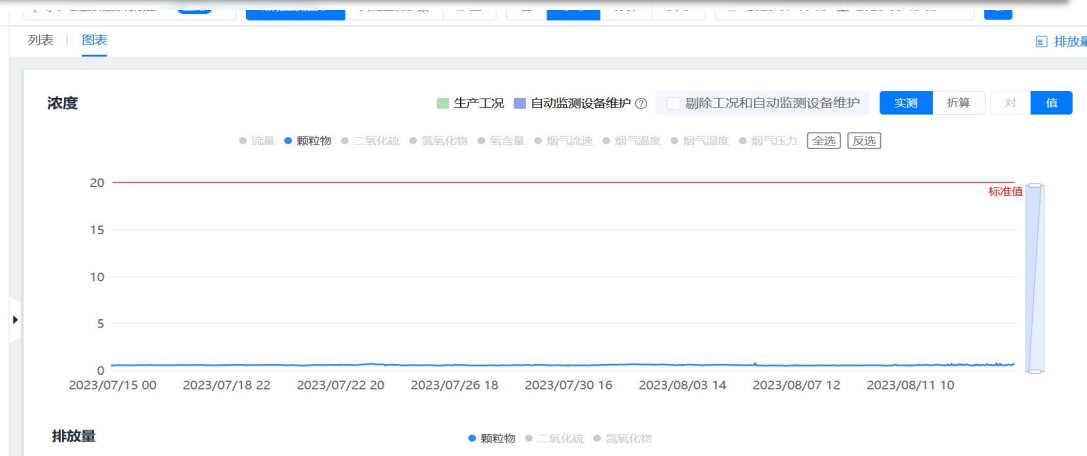 列表 图表 排放量
浓度 生产工况 自动监测设备维护 ? 剔除工况和自动监测设备维护 实测 折算 对 值
流量 颗粒物 二氧化硫 氮氧化物 氧含量 烟气流速 烟气温度 烟气湿度 烟气压力 全选 反选
20
标准值
15
10
5
0
2023/07/15 00 2023/07/18 22 2023/07/22 20 2023/07/26 18 2023/07/30 16 2023/08/03 14 2023/08/07 12 2023/08/11 10
排放量 颗粒物 二氧化硫 氮氧化物